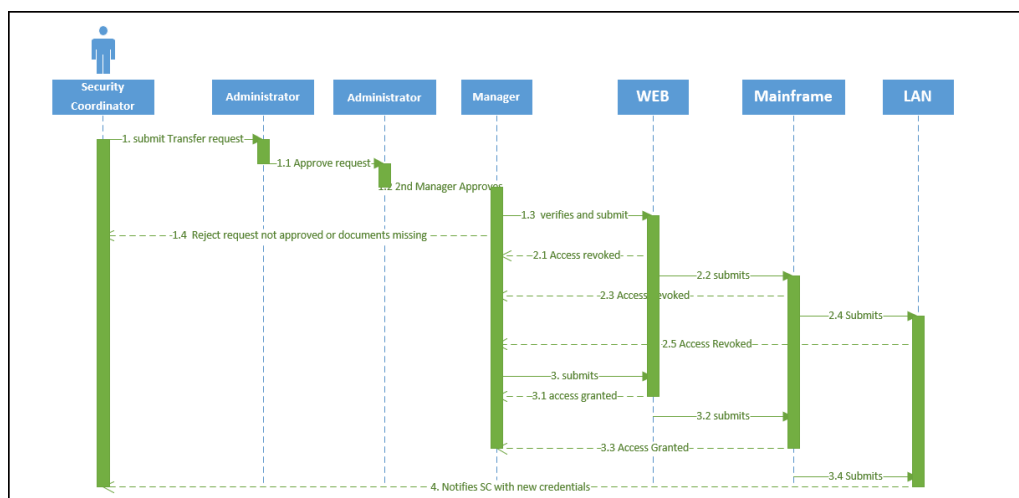 Security
Coordinator
Administrator
Administrator
Manager
WEB
Mainframe
LAN
1. submit Transfer request
1.1 Approve request
1.2 2nd Manager Approves
1.3 verifies and submit
1.4 Reject request not approved or documents missing
2.1 Access revoked
2.2 submits
2.3 Access Revoked
2.4 Submits
2.5 Access Revoked
3. submits
3.1 access granted
3.2 submits
3.3 Access Granted
3.4 Submits
4. Notifies SC with new credentials